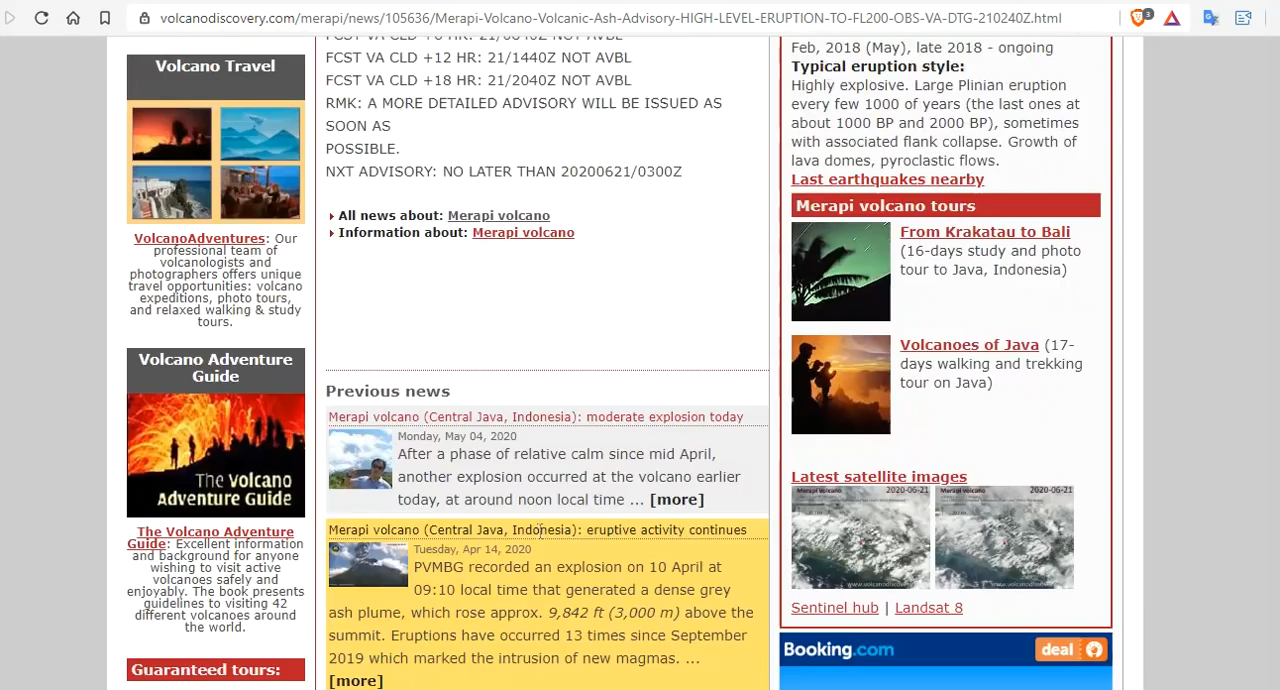 volcanodiscovery.com/merapi/news/105636/Merapi-Volcano-Volcanic-Ash-Advisory-HIGH-LEVEL-ERUPTION-TO-FL200-OBS-VA-DTG-210240Z.html
3
Volcano Travel
VolcanoAdventures: Our
professional team of
volcanologists and
photographers offers unique
travel opportunities: volcano
expeditions, photo tours,
and relaxed walking & study
tours.
Volcano Adventure
Guide
The Volcano
Adventure Guide
The Volcano Adventure
Guide: Excellent information
and background for anyone
wishing to visit active
volcanoes safely and
enjoyably. The book presents
guidelines to visiting 42
different volcanoes around
the world.
Guaranteed tours:
FCST VA CLD +6 HR: 21/0840Z NOT AVBL
FCST VA CLD +12 HR: 21/1440Z NOT AVBL
FCST VA CLD +18 HR: 21/2040Z NOT AVBL
RMK: A MORE DETAILED ADVISORY WILL BE ISSUED AS
SOON AS
POSSIBLE.
NXT ADVISORY: NO LATER THAN 20200621/0300Z
All news about: Merapi volcano
Information about: Merapi volcano
Previous news
Merapi volcano (Central Java, Indonesia): moderate explosion today
Monday, May 04, 2020
After a phase of relative calm since mid April,
another explosion occurred at the volcano earlier
today, at around noon local time ... [more]
Merapi volcano (Central Java, Indonesia): eruptive activity continues
Tuesday, Apr 14, 2020
PVMBG recorded an explosion on 10 April at
09:10 local time that generated a dense grey
ash plume, which rose approx. 9,842 ft (3,000 m) above the
summit. Eruptions have occurred 13 times since September
2019 which marked the intrusion of new magmas. ...
[more]
Feb, 2018 (May), late 2018 - ongoing
Typical eruption style:
Highly explosive. Large Plinian eruption
every few 1000 of years (the last ones at
about 1000 BP and 2000 BP), sometimes
with associated flank collapse. Growth of
lava domes, pyroclastic flows.
Last earthquakes nearby
Merapi volcano tours
From Krakatau to Bali
(16-days study and photo
tour to Java, Indonesia)
Volcanoes of Java (17-
days walking and trekking
tour on Java)
Latest satellite images
Merapi volcano 2020-06-21
Merapi volcano 2020-06-21
www.volcanodiscovery.com
www.volcanodiscovery.com
Sentinel hub | Landsat 8
Booking.com
deal